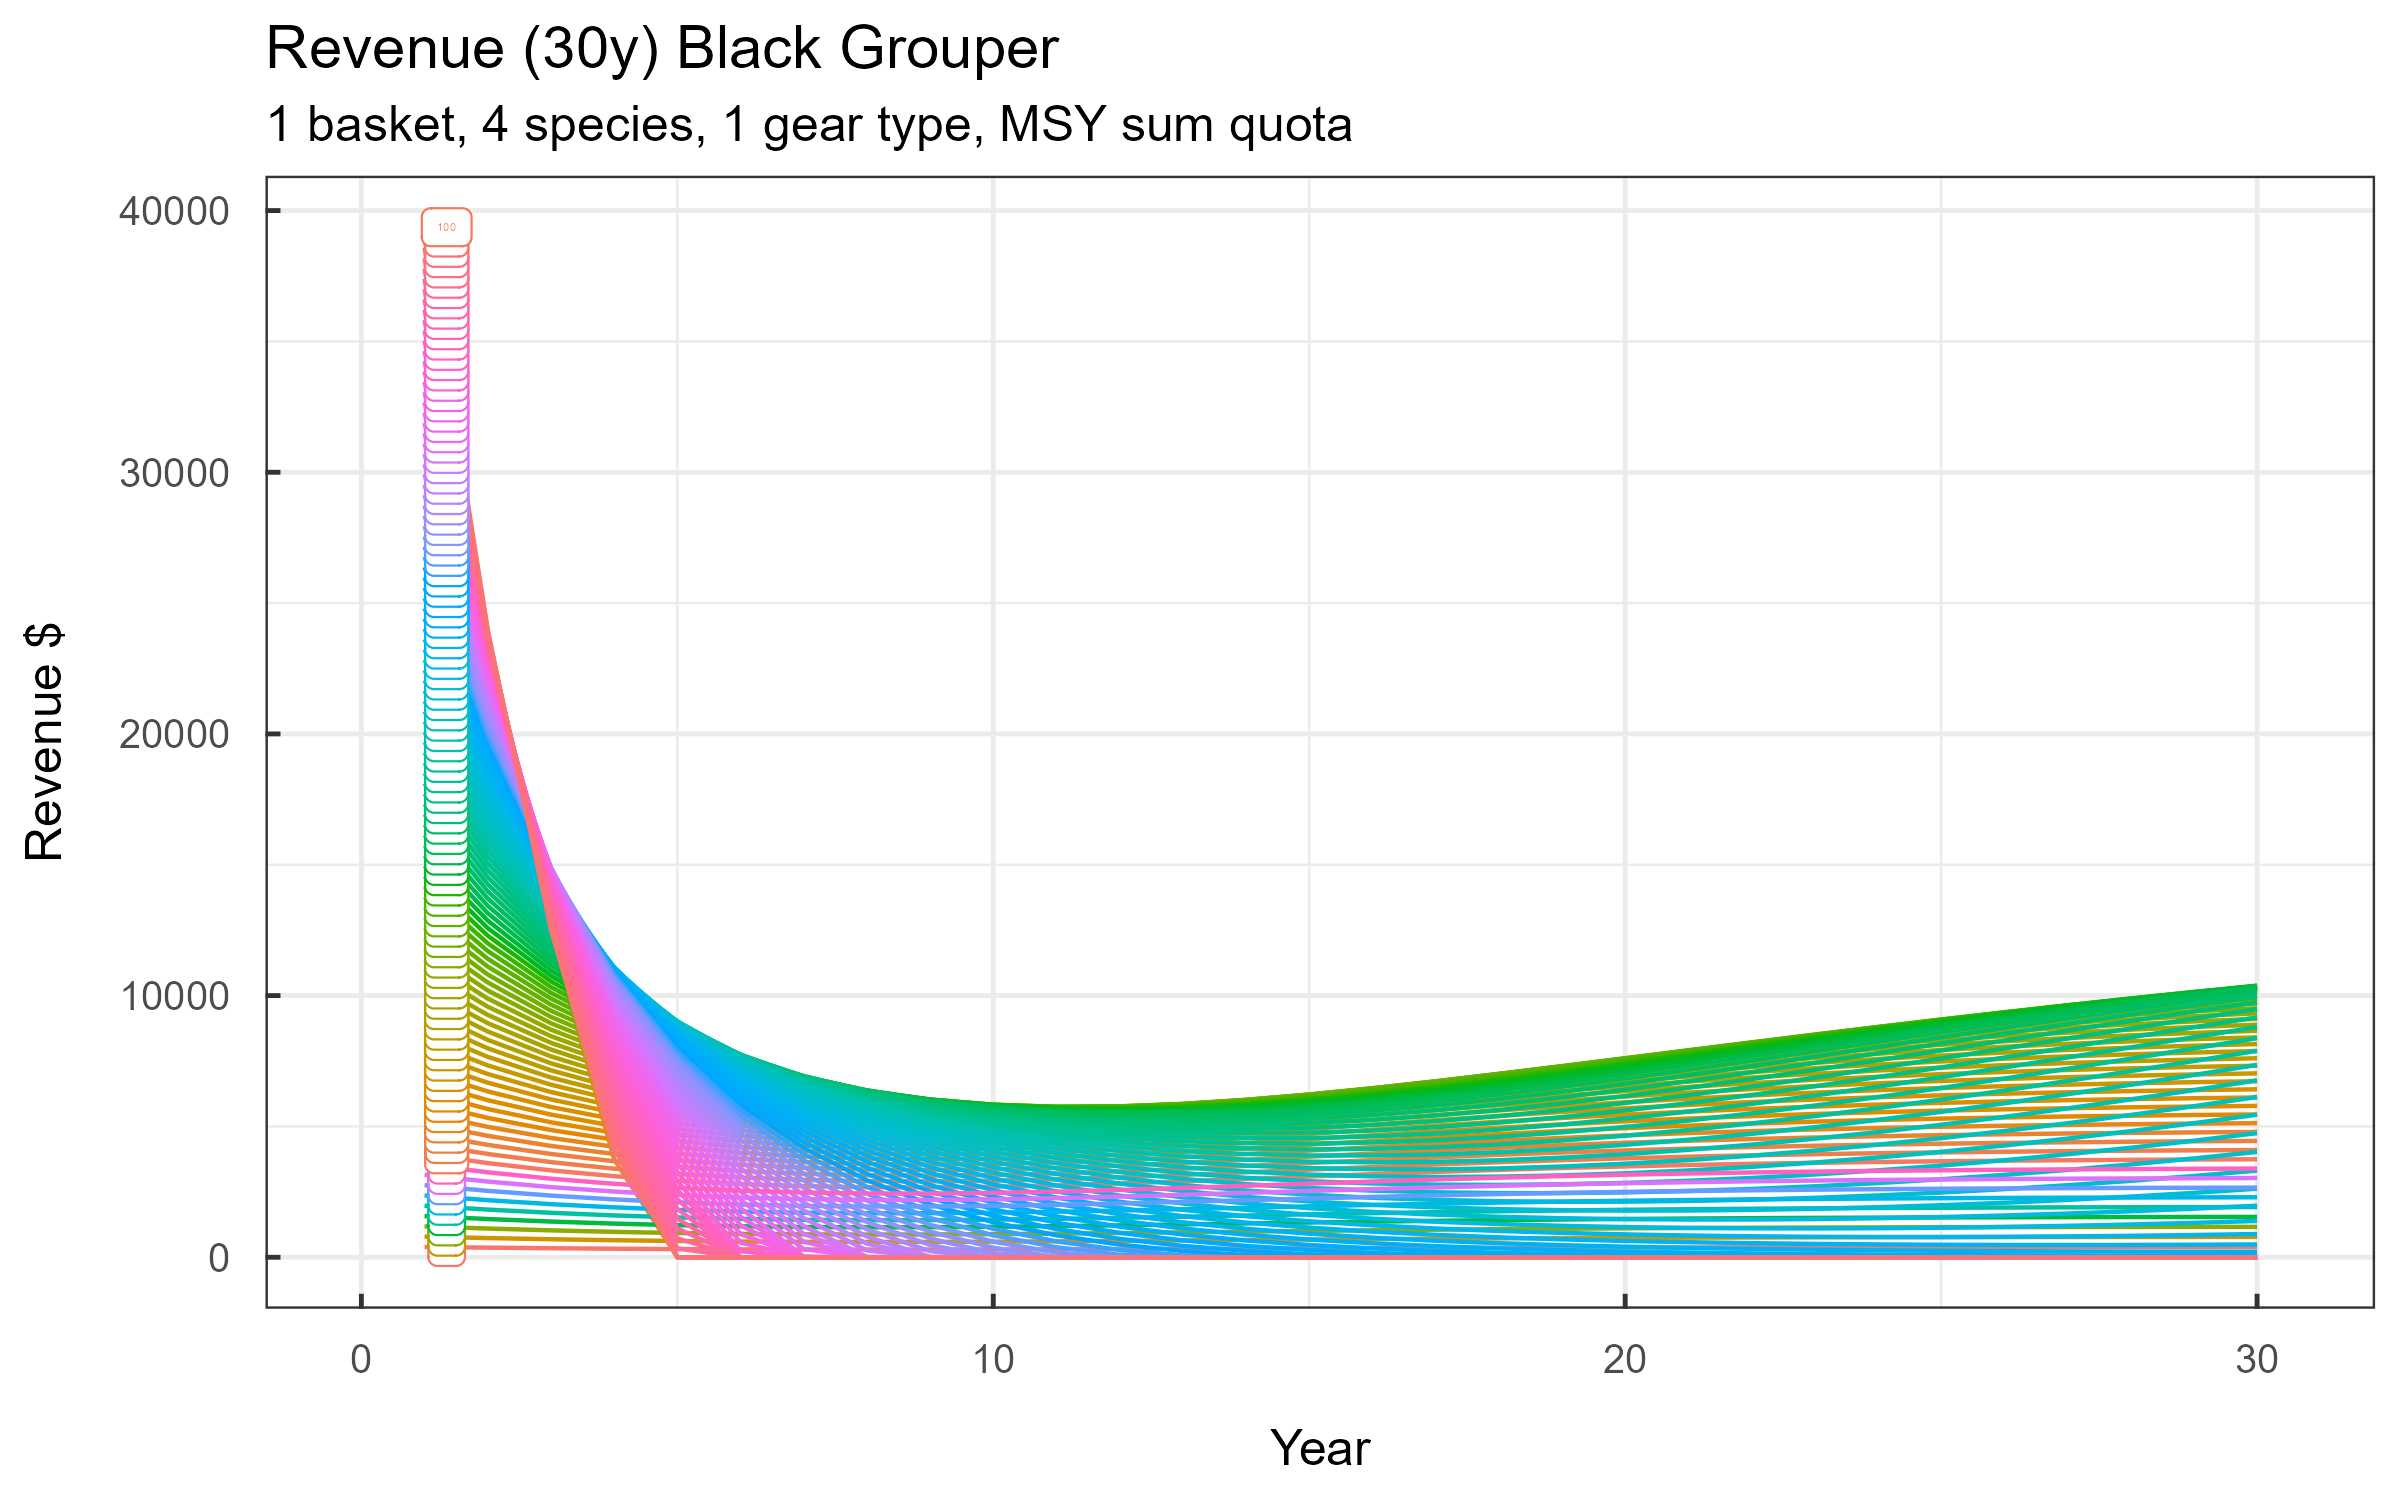 Revenue (30y) Black Grouper
1 basket, 4 species, 1 gear type, MSY sum quota
40000
100
30000
20000
10000
0
Revenue $
0 10 20 30
Year